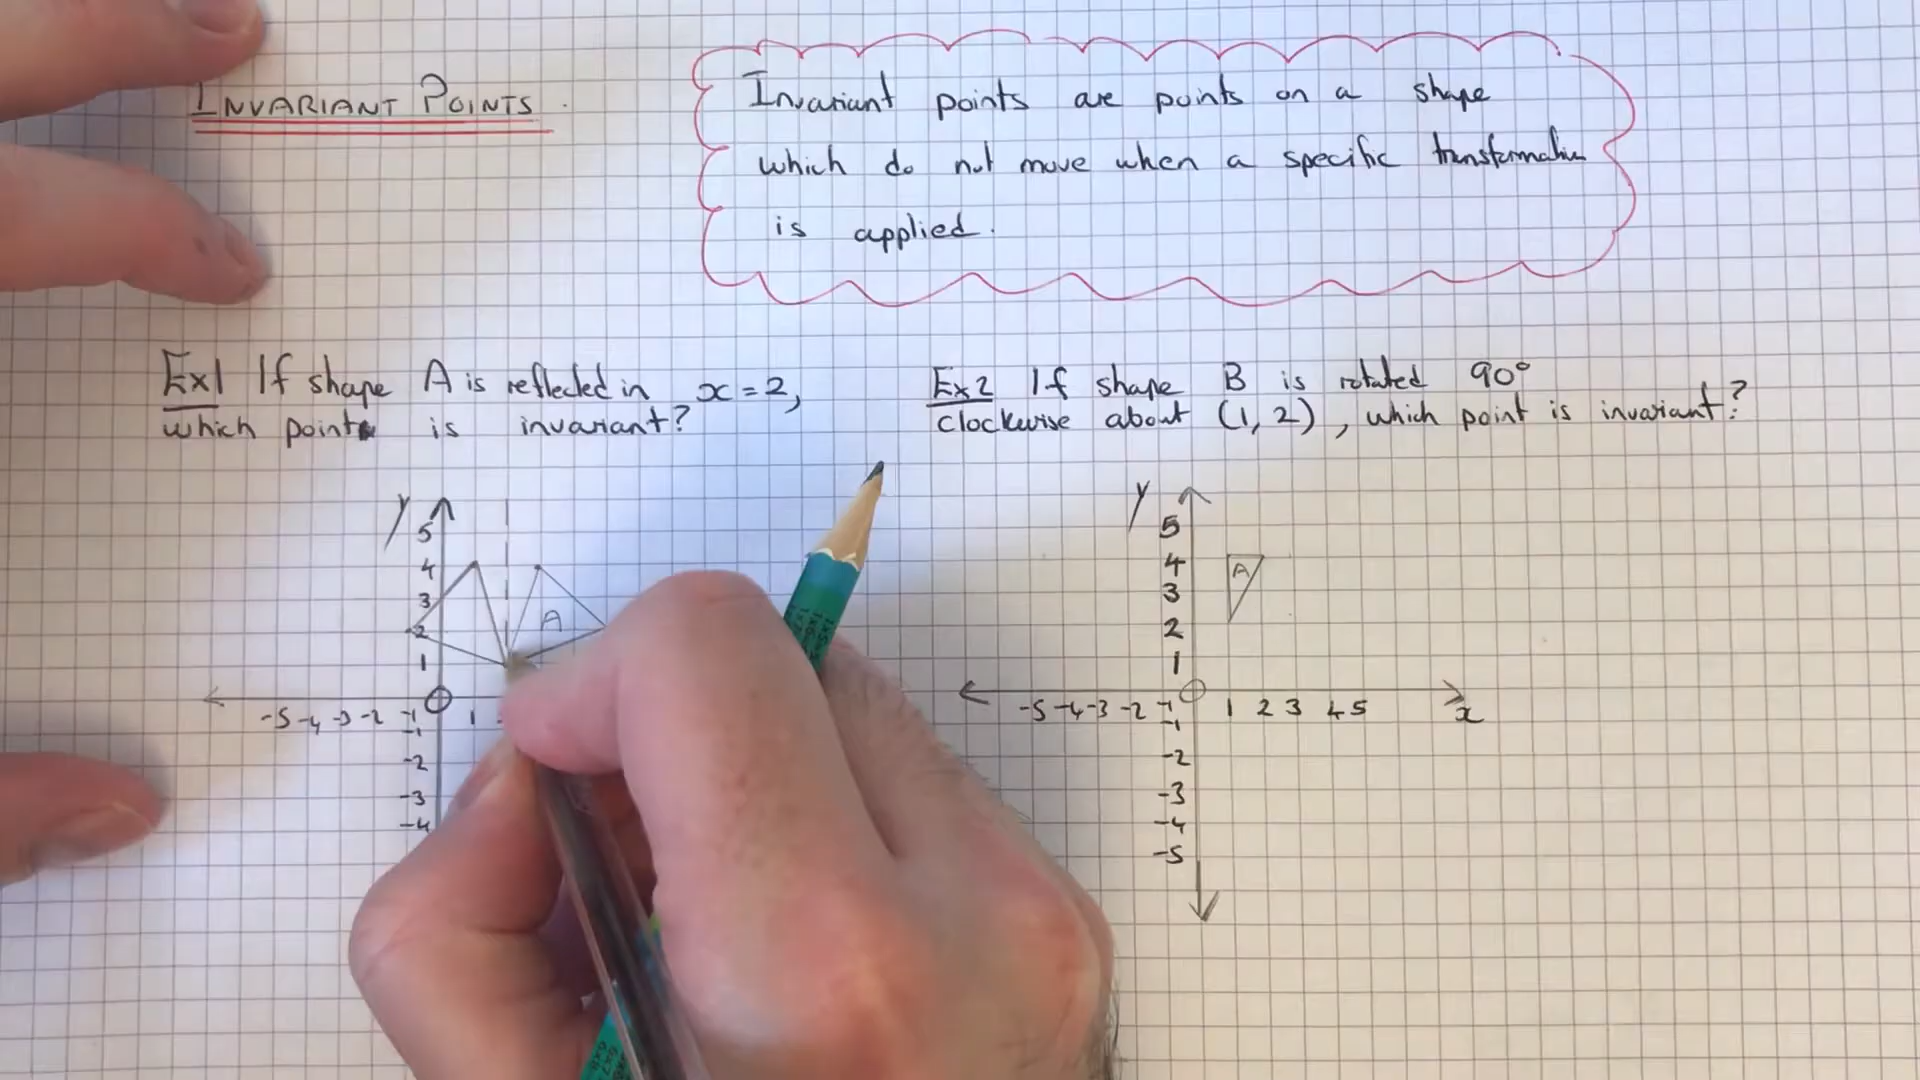 INVARIANT POINTS.
Invariant points are points on a shape
which do not move when a specific transformation
is applied.
Ex1 If shape A is reflected in x = 2,
which point is invariant?
Ex2 If shape B is rotated 90°
clockwise about (1, 2), which point is invariant?
y
5
4
3
2
1
A
-5 -4 -3 -2 -1 0 1
-1
-2
-3
-4
y
5
4
3
2
1
A
-5 -4 -3 -2 -1 0 1 2 3 4 5 x
-1
-2
-3
-4
-5